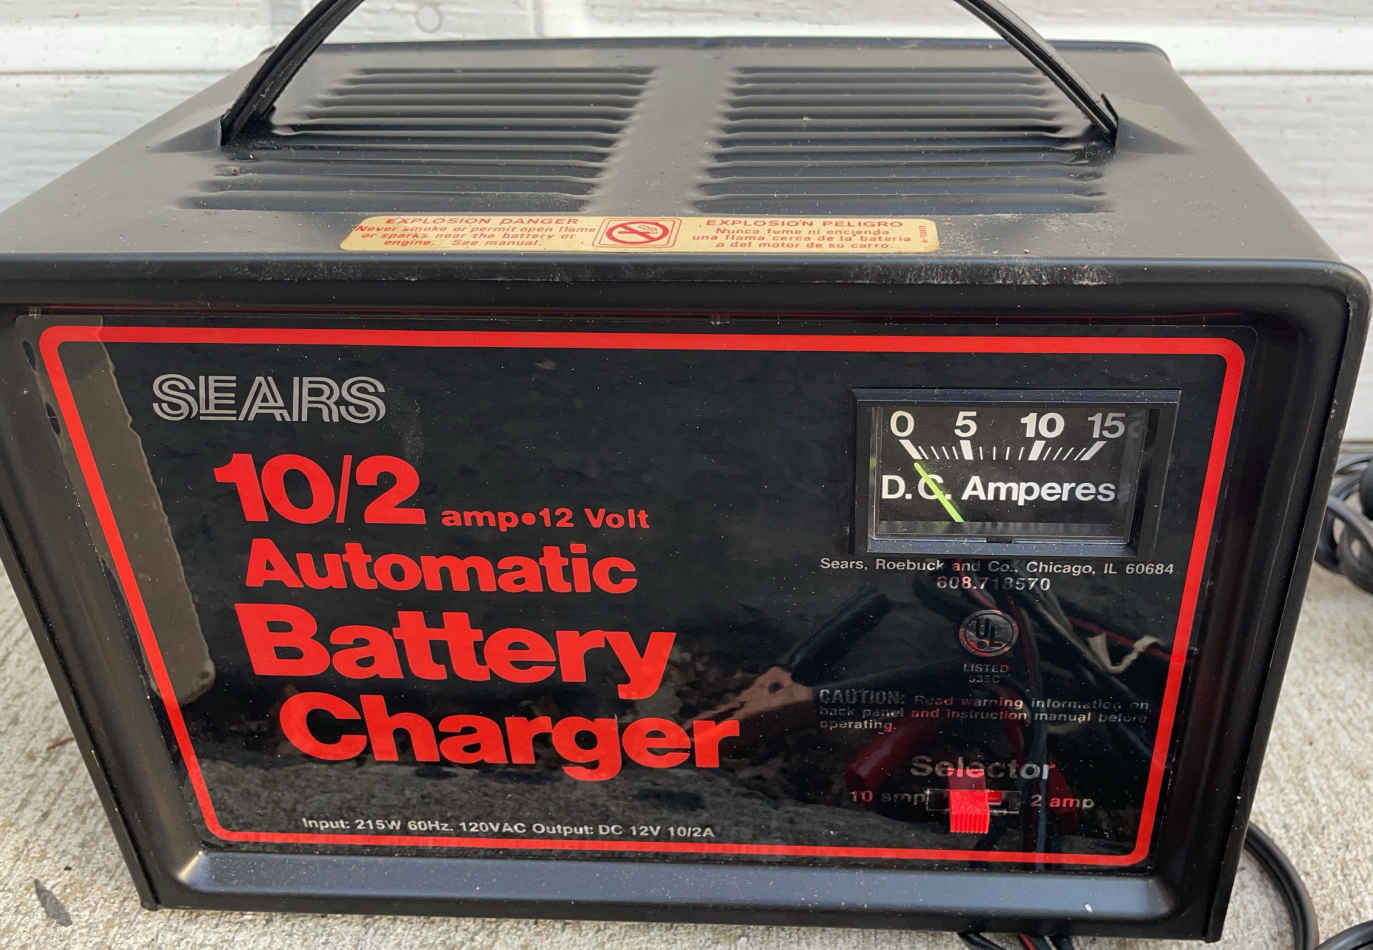 EXPLOSION DANGER
Never smoke or permit open flame
or sparks near the battery or
engine. See manual.
EXPLOSION PELIGRO
Nunca fume ni encienda
una flama cerca de la bateria
o del motor de su carro.
SEARS
10/2 amp•12 Volt
Automatic
Battery
Charger
Input: 215W 60Hz. 120VAC Output: DC 12V 10/2A
0 5 10 15
D.C. Amperes
Sears, Roebuck and Co., Chicago, IL 60684
608.718570
UL
LISTED
CAUTION: Read warning information on
back panel and instruction manual before
operating.
Selector
10 amp 2 amp